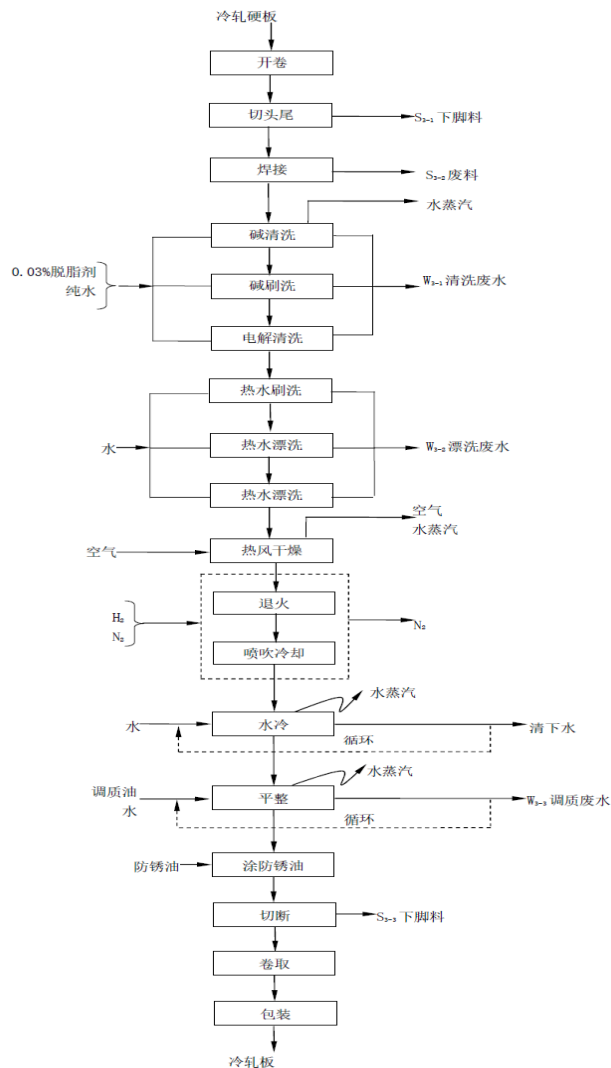 冷轧硬板
开卷
切头尾
S₃₋₁下脚料
焊接
S₃₋₂废料
水蒸汽
碱清洗
0.03%脱脂剂
纯水
碱刷洗
W₃₋₁清洗废水
电解清洗
热水刷洗
水
热水漂洗
W₃₋₂漂洗废水
热水漂洗
空气
水蒸汽
空气
热风干燥
退火
H₂
N₂
N₂
喷吹冷却
水蒸汽
水
水冷
清下水
循环
水蒸汽
调质油
水
平整
W₃₋₃调质废水
循环
防锈油
涂防锈油
切断
S₃₋₃下脚料
卷取
包装
冷轧板